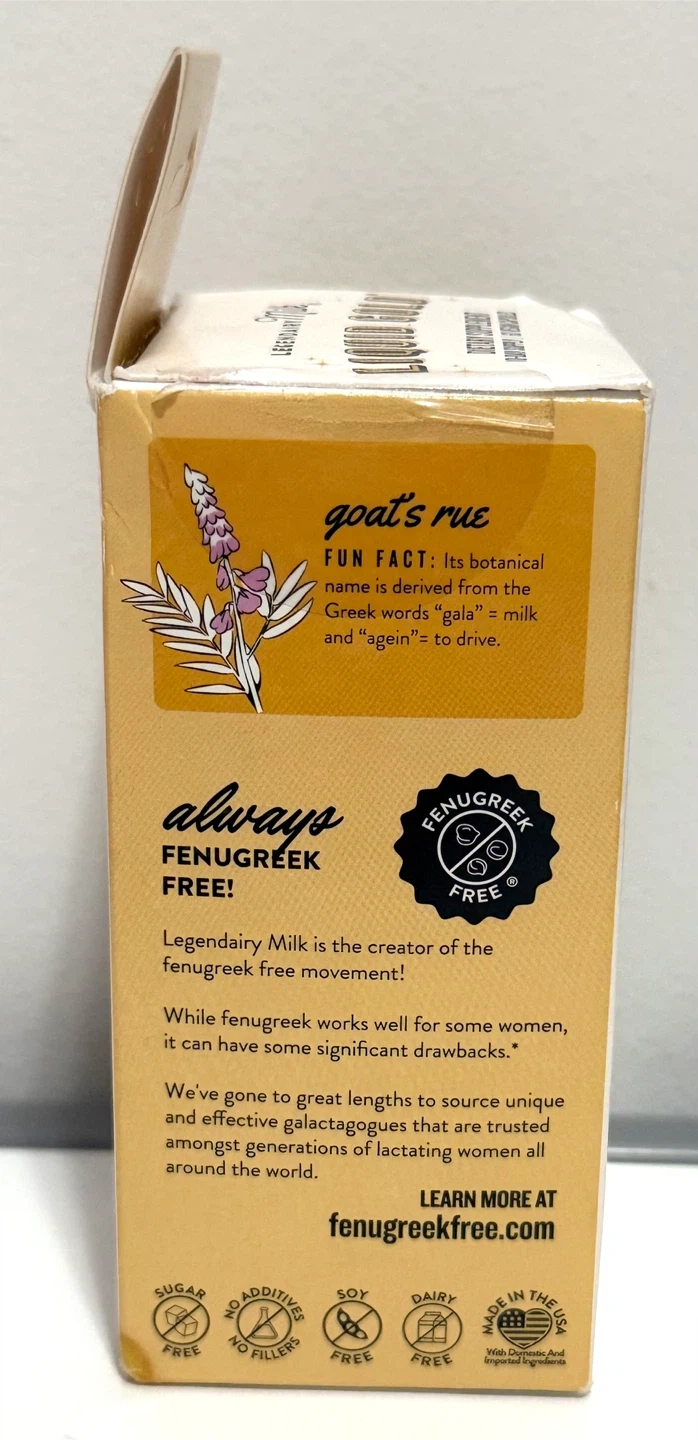 LEGENDAIRY Milk
LIQUID GOLD
goat's rue
FUN FACT: Its botanical
name is derived from the
Greek words “gala” = milk
and “agein”= to drive.
always
FENUGREEK
FREE!
FENUGREEK
FREE ®
Legendairy Milk is the creator of the
fenugreek free movement!
While fenugreek works well for some women,
it can have some significant drawbacks.*
We've gone to great lengths to source unique
and effective galactagogues that are trusted
amongst generations of lactating women all
around the world.
LEARN MORE AT
fenugreekfree.com
SUGAR
FREE
NO ADDITIVES
NO FILLERS
SOY
FREE
DAIRY
FREE
MADE IN THE USA
With Domestic And
Imported Ingredients